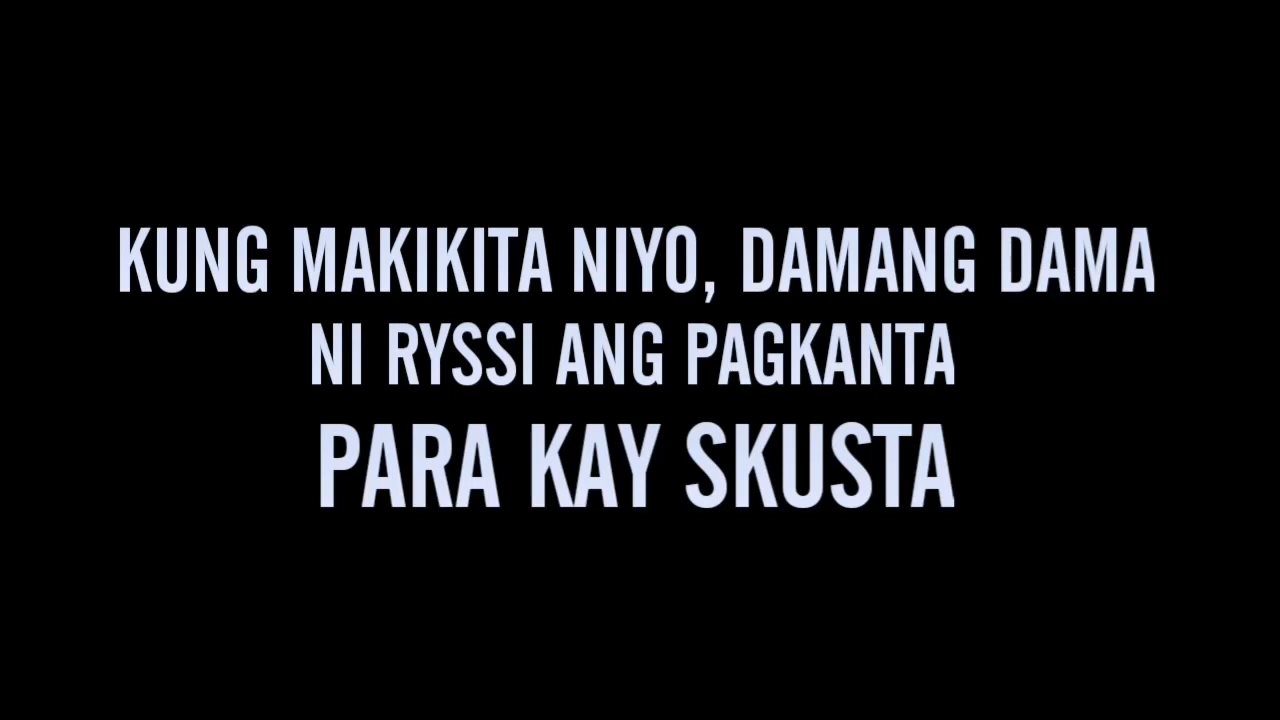 KUNG MAKIKITA NIYO, DAMANG DAMA
NI RYSSI ANG PAGKANTA
PARA KAY SKUSTA